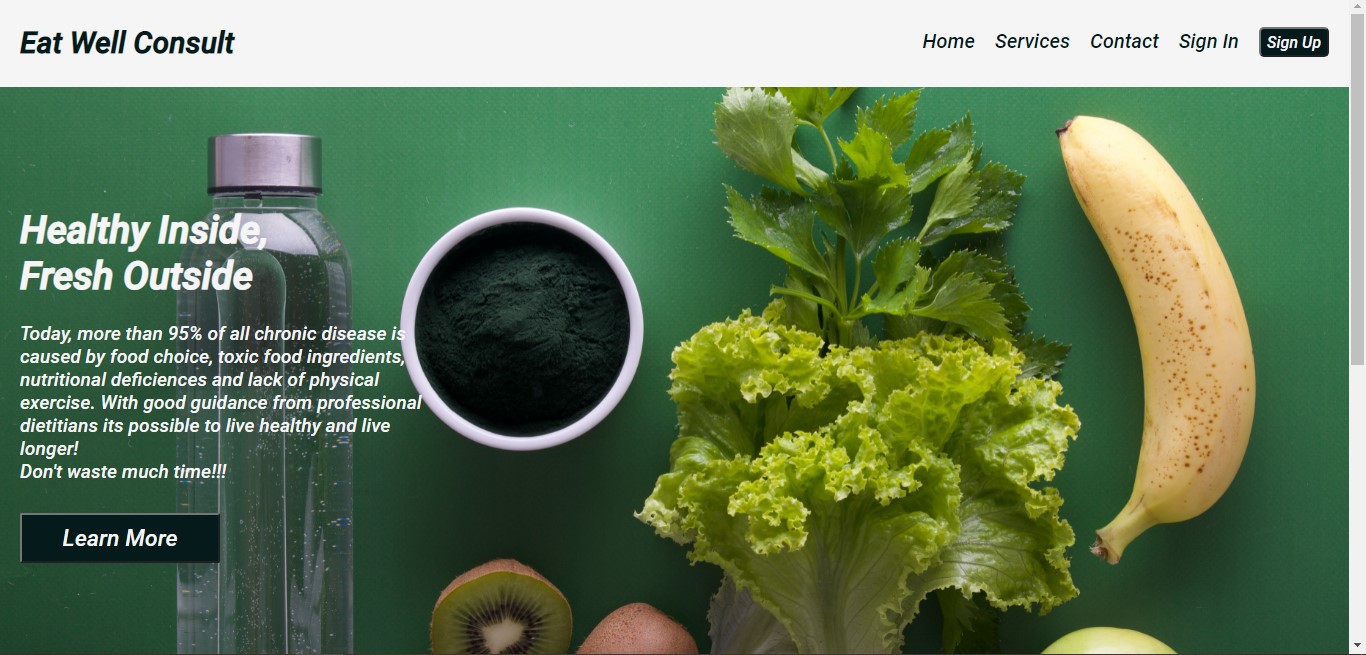 Eat Well Consult
Home Services Contact Sign In Sign Up
Healthy Inside,
Fresh Outside
Today, more than 95% of all chronic disease is
caused by food choice, toxic food ingredients,
nutritional deficiences and lack of physical
exercise. With good guidance from professional
dietitians its possible to live healthy and live
longer!
Don't waste much time!!!
Learn More